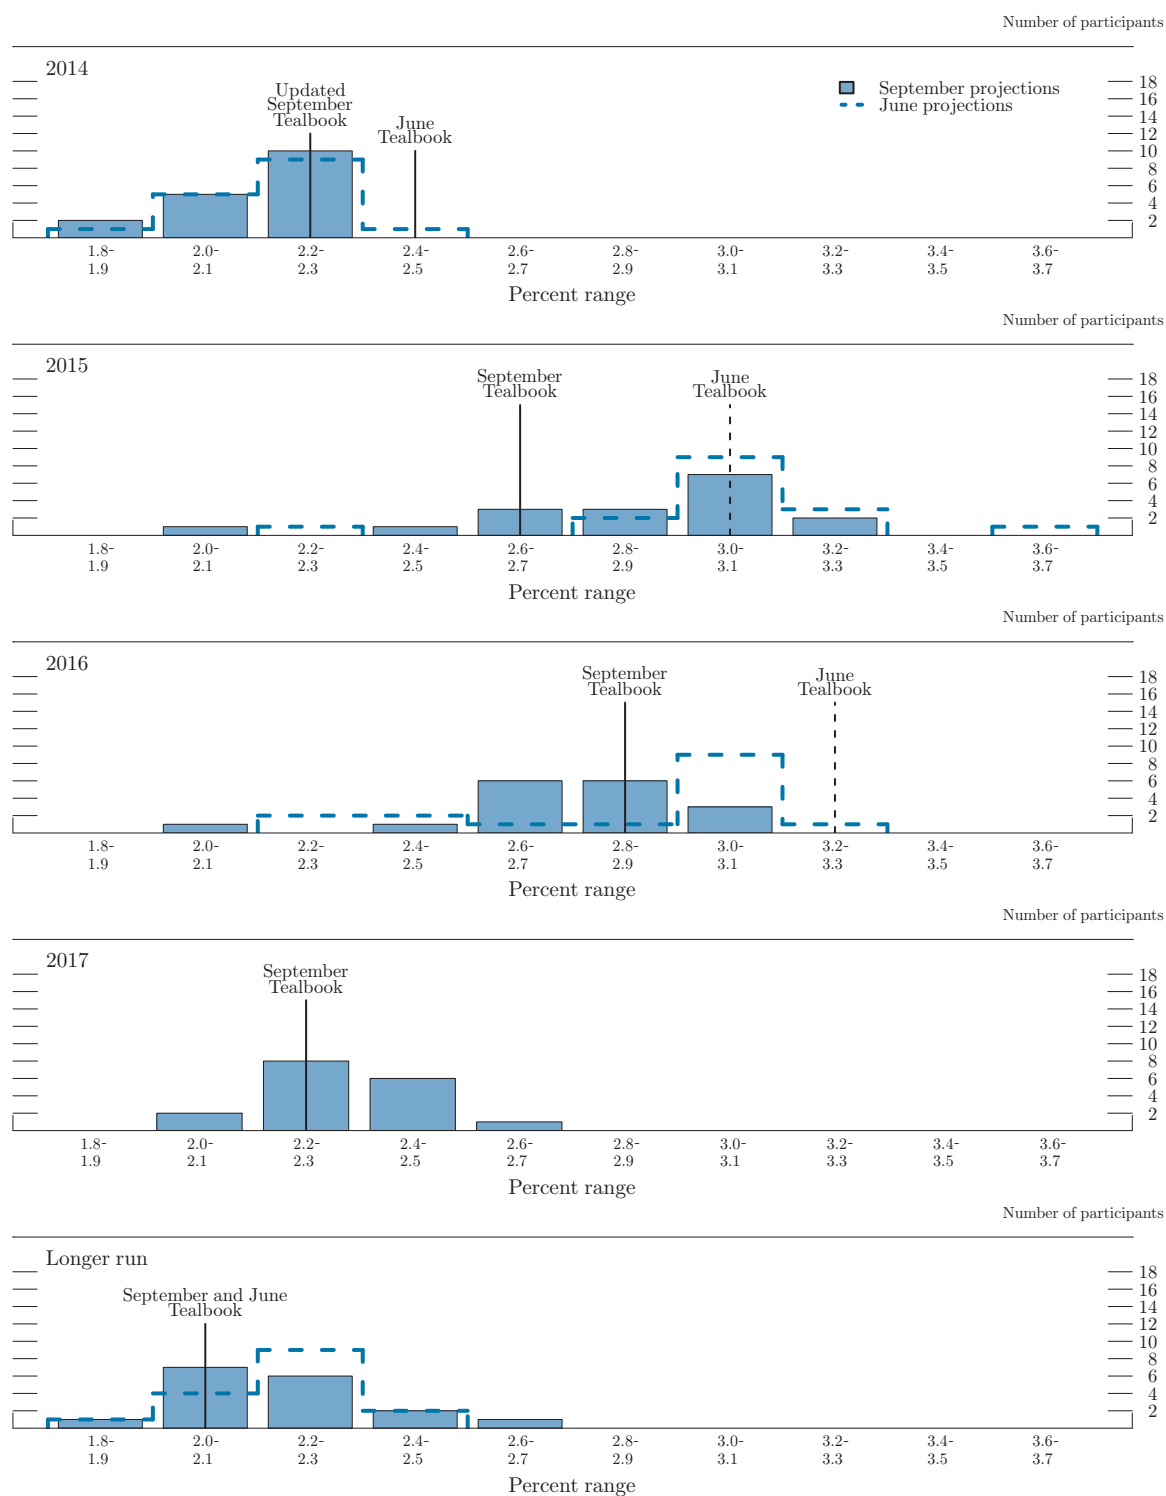 Number of participants
2014
Updated
September
Tealbook
June
Tealbook
September projections
June projections
18
16
14
12
10
8
6
4
2
1.8- 2.0- 2.2- 2.4- 2.6- 2.8- 3.0- 3.2- 3.4- 3.6-
1.9 2.1 2.3 2.5 2.7 2.9 3.1 3.3 3.5 3.7
Percent range
Number of participants
2015
September
Tealbook
June
Tealbook
18
16
14
12
10
8
6
4
2
1.8- 2.0- 2.2- 2.4- 2.6- 2.8- 3.0- 3.2- 3.4- 3.6-
1.9 2.1 2.3 2.5 2.7 2.9 3.1 3.3 3.5 3.7
Percent range
Number of participants
2016
September
Tealbook
June
Tealbook
18
16
14
12
10
8
6
4
2
1.8- 2.0- 2.2- 2.4- 2.6- 2.8- 3.0- 3.2- 3.4- 3.6-
1.9 2.1 2.3 2.5 2.7 2.9 3.1 3.3 3.5 3.7
Percent range
Number of participants
2017
September
Tealbook
18
16
14
12
10
8
6
4
2
1.8- 2.0- 2.2- 2.4- 2.6- 2.8- 3.0- 3.2- 3.4- 3.6-
1.9 2.1 2.3 2.5 2.7 2.9 3.1 3.3 3.5 3.7
Percent range
Number of participants
Longer run
September and June
Tealbook
18
16
14
12
10
8
6
4
2
1.8- 2.0- 2.2- 2.4- 2.6- 2.8- 3.0- 3.2- 3.4- 3.6-
1.9 2.1 2.3 2.5 2.7 2.9 3.1 3.3 3.5 3.7
Percent range